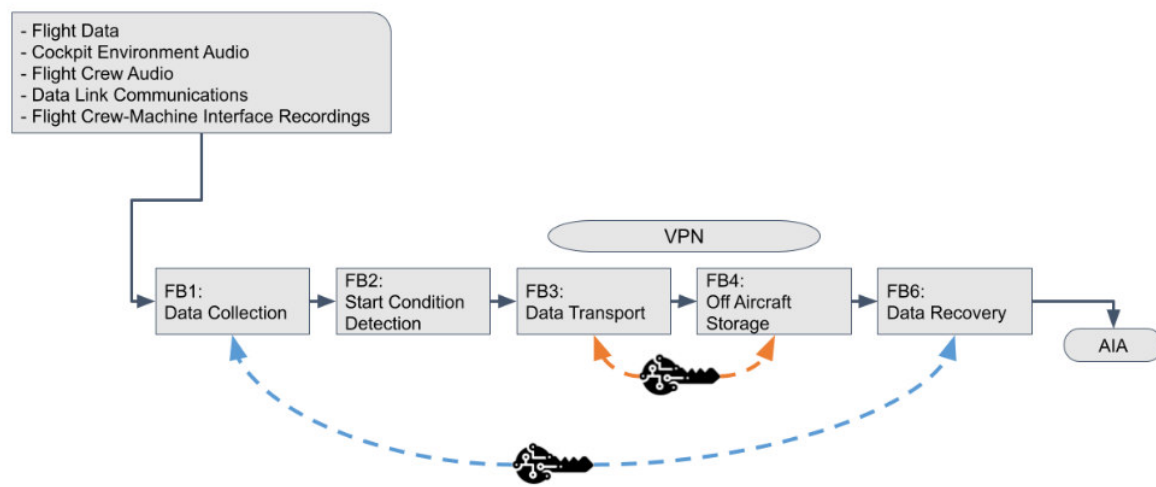 - Flight Data
- Cockpit Environment Audio
- Flight Crew Audio
- Data Link Communications
- Flight Crew-Machine Interface Recordings
VPN
FB1:
Data Collection
FB2:
Start Condition
Detection
FB3:
Data Transport
FB4:
Off Aircraft
Storage
FB6:
Data Recovery
AIA